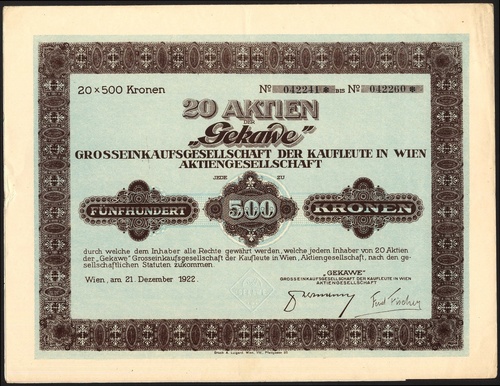 20 × 500 Kronen
Nº 042241 * BIS Nº 042260 *
20 AKTIEN
DER
„Gekawe"
GROSSEINKAUFSGESELLSCHAFT DER KAUFLEUTE IN WIEN
AKTIENGESELLSCHAFT
JEDE ZU
FÜNFHUNDERT 500 KRONEN
durch welche dem Inhaber alle Rechte gewährt werden, welche jedem Inhaber von 20 Aktien
der „Gekawe" Grosseinkaufsgesellschaft der Kaufleute in Wien, Aktiengesellschaft, nach den ge-
sellschaftlichen Statuten zukommen.
Wien, am 21. Dezember 1922.
„GEKAWE"
GROSSEINKAUFSGESELLSCHAFT DER KAUFLEUTE IN WIEN
AKTIENGESELLSCHAFT